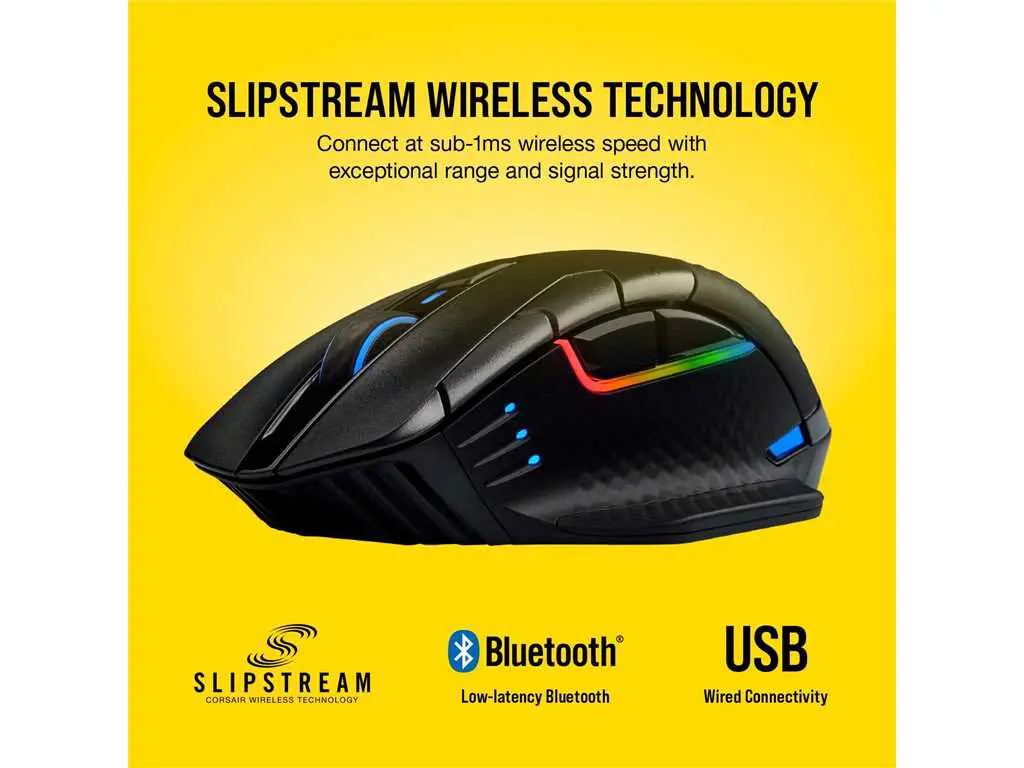 SLIPSTREAM WIRELESS TECHNOLOGY
Connect at sub-1ms wireless speed with
exceptional range and signal strength.
SLIPSTREAM
CORSAIR WIRELESS TECHNOLOGY
Bluetooth®
Low-latency Bluetooth
USB
Wired Connectivity